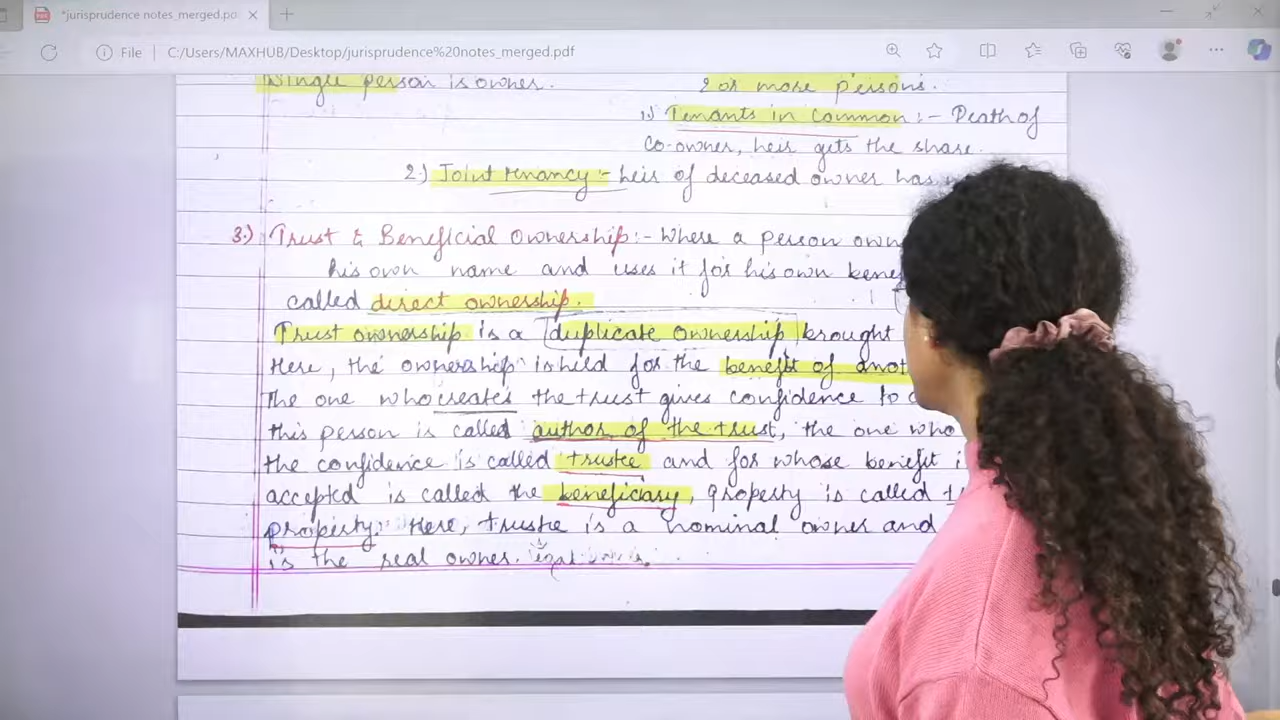 *jurisprudence notes_merged.pd
File C:/Users/MAXHUB/Desktop/jurisprudence%20notes_merged.pdf
Single person is owner. 2 or more persons.
1.) Tenants in Common :- Death of
co-owner, heir gets the share.
2.) Joint tenancy :- heir of deceased owner has
3.) Trust & Beneficial Ownership :- Where a person
his own name and uses it for his own
called direct ownership.
Trust ownership is a duplicate ownership brought
Here, the ownership is held for the benefit of
The one who creates the trust gives confidence to
this person is called author of the trust, the one who
the confidence is called trustee and for whose benefit
accepted is called the beneficiary, property is called
property. Here, trustee is a nominal owner and
is the real owner.